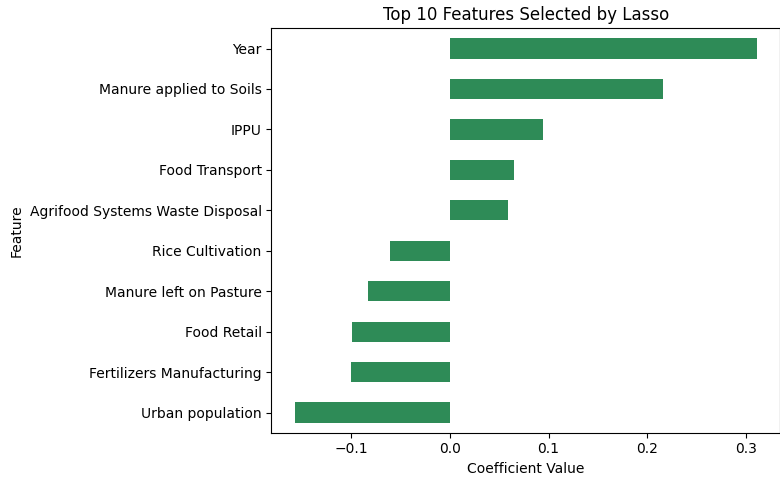 Top 10 Features Selected by Lasso
Feature
Year
Manure applied to Soils
IPPU
Food Transport
Agrifood Systems Waste Disposal
Rice Cultivation
Manure left on Pasture
Food Retail
Fertilizers Manufacturing
Urban population
−0.1 0.0 0.1 0.2 0.3
Coefficient Value